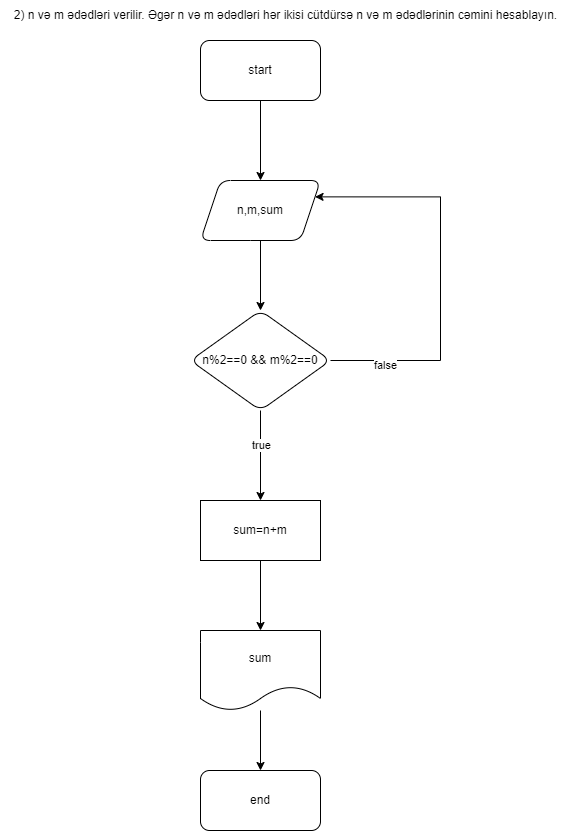 2) n və m ədədləri verilir. Əgər n və m ədədləri hər ikisi cütdürsə n və m ədədlərinin cəmini hesablayın.
start
n,m,sum
n%2==0 && m%2==0
false
true
sum=n+m
sum
end